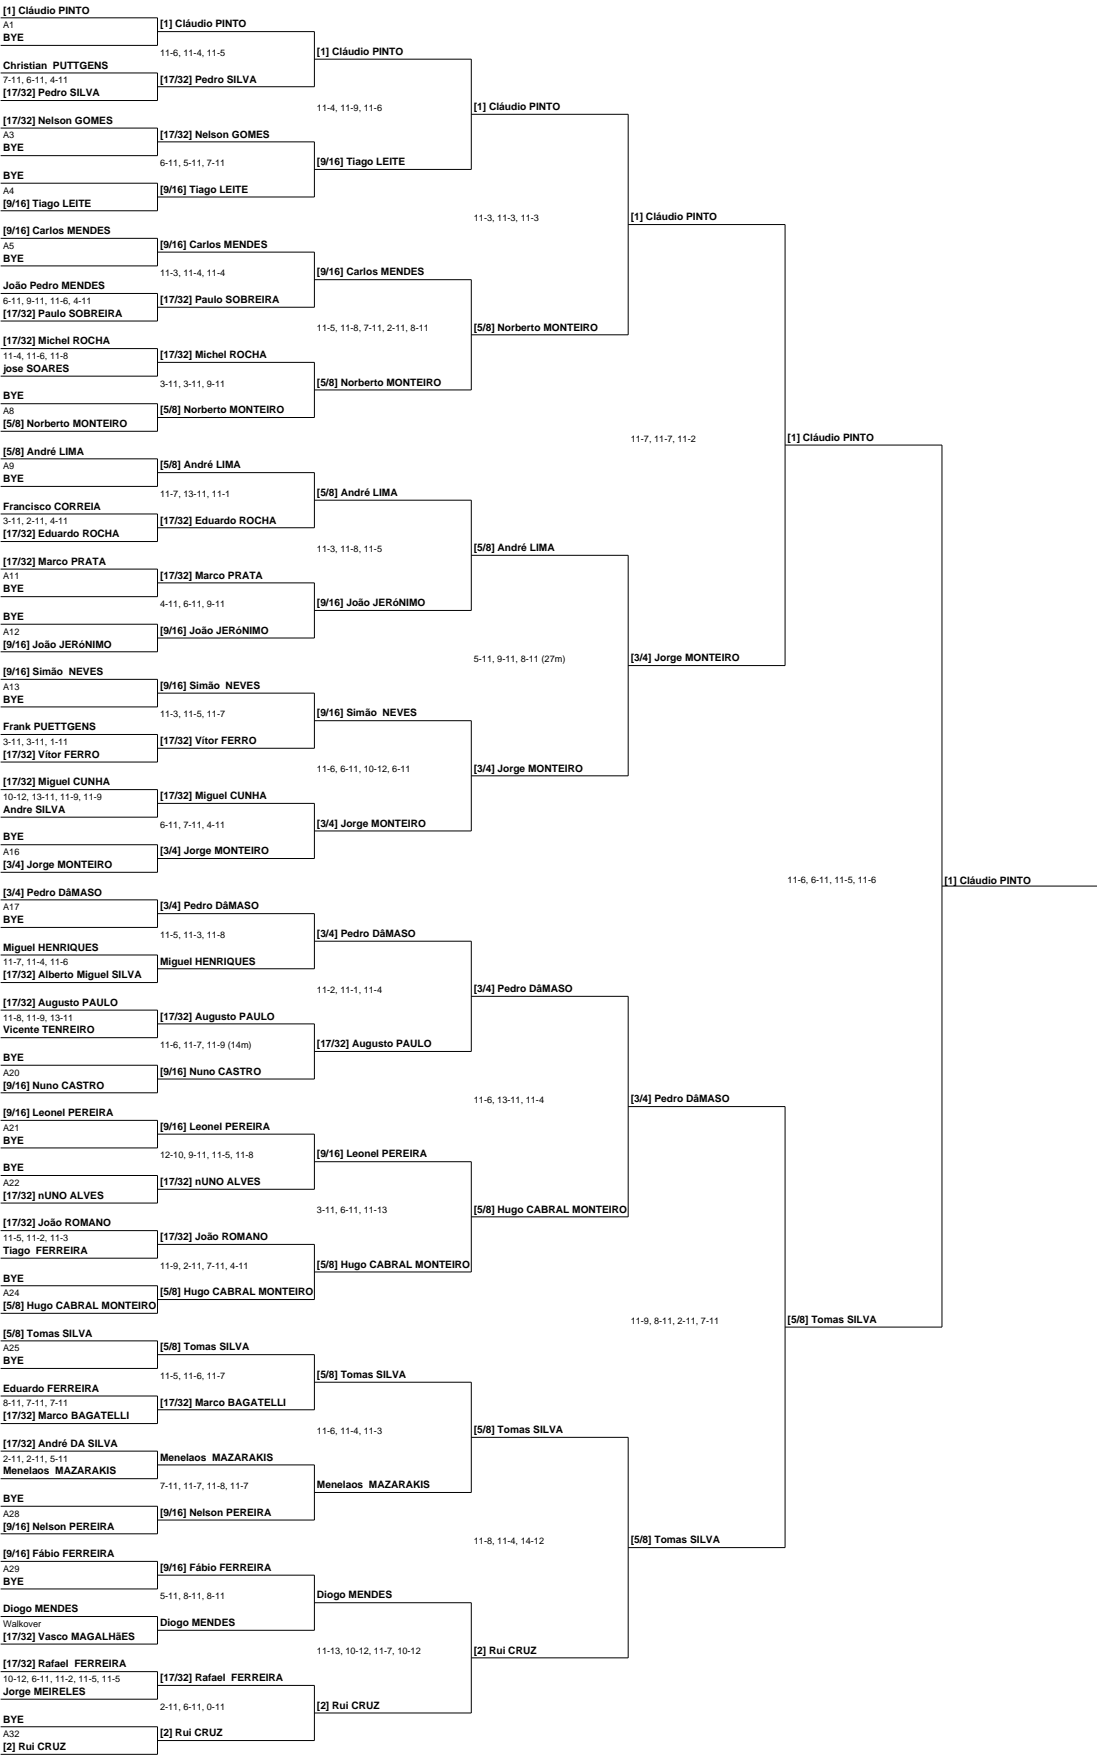 [1] Cláudio PINTO
A1
BYE
Christian  PUTTGENS
7-11, 6-11, 4-11
[17/32] Pedro SILVA
[17/32] Nelson GOMES
A3
BYE
BYE
A4
[9/16] Tiago LEITE
[9/16] Carlos MENDES
A5
BYE
João Pedro MENDES
6-11, 9-11, 11-6, 4-11
[17/32] Paulo SOBREIRA
[17/32] Michel ROCHA
11-4, 11-6, 11-8
jose SOARES
BYE
A8
[5/8] Norberto MONTEIRO
[5/8] André LIMA
A9
BYE
Francisco CORREIA
3-11, 2-11, 4-11
[17/32] Eduardo ROCHA
[17/32] Marco PRATA
A11
BYE
BYE
A12
[9/16] João JERóNIMO
[9/16] Simão  NEVES
A13
BYE
Frank PUETTGENS
3-11, 3-11, 1-11
[17/32] Vítor FERRO
[17/32] Miguel CUNHA
10-12, 13-11, 11-9, 11-9
Andre SILVA
BYE
A16
[3/4] Jorge MONTEIRO
[3/4] Pedro DâMASO
A17
BYE
Miguel HENRIQUES
11-7, 11-4, 11-6
[17/32] Alberto Miguel SILVA
[17/32] Augusto PAULO
11-8, 11-9, 13-11
Vicente TENREIRO
BYE
A20
[9/16] Nuno CASTRO
[9/16] Leonel PEREIRA
A21
BYE
BYE
A22
[17/32] nUNO ALVES
[17/32] João ROMANO
11-5, 11-2, 11-3
Tiago  FERREIRA
BYE
A24
[5/8] Hugo CABRAL MONTEIRO
[5/8] Tomas SILVA
A25
BYE
Eduardo FERREIRA
8-11, 7-11, 7-11
[17/32] Marco BAGATELLI
[17/32] André DA SILVA
2-11, 2-11, 5-11
Menelaos  MAZARAKIS
BYE
A28
[9/16] Nelson PEREIRA
[9/16] Fábio FERREIRA
A29
BYE
Diogo MENDES
Walkover
[17/32] Vasco MAGALHãES
[17/32] Rafael  FERREIRA
10-12, 6-11, 11-2, 11-5, 11-5
Jorge MEIRELES
BYE
A32
[2] Rui CRUZ
[1] Cláudio PINTO
11-6, 11-4, 11-5
[17/32] Pedro SILVA
[17/32] Nelson GOMES
6-11, 5-11, 7-11
[9/16] Tiago LEITE
[9/16] Carlos MENDES
11-3, 11-4, 11-4
[17/32] Paulo SOBREIRA
[17/32] Michel ROCHA
3-11, 3-11, 9-11
[5/8] Norberto MONTEIRO
[5/8] André LIMA
11-7, 13-11, 11-1
[17/32] Eduardo ROCHA
[17/32] Marco PRATA
4-11, 6-11, 9-11
[9/16] João JERóNIMO
[9/16] Simão  NEVES
11-3, 11-5, 11-7
[17/32] Vítor FERRO
[17/32] Miguel CUNHA
6-11, 7-11, 4-11
[3/4] Jorge MONTEIRO
[3/4] Pedro DâMASO
11-5, 11-3, 11-8
Miguel HENRIQUES
[17/32] Augusto PAULO
11-6, 11-7, 11-9 (14m)
[9/16] Nuno CASTRO
[9/16] Leonel PEREIRA
12-10, 9-11, 11-5, 11-8
[17/32] nUNO ALVES
[17/32] João ROMANO
11-9, 2-11, 7-11, 4-11
[5/8] Hugo CABRAL MONTEIRO
[5/8] Tomas SILVA
11-5, 11-6, 11-7
[17/32] Marco BAGATELLI
Menelaos  MAZARAKIS
7-11, 11-7, 11-8, 11-7
[9/16] Nelson PEREIRA
[9/16] Fábio FERREIRA
5-11, 8-11, 8-11
Diogo MENDES
[17/32] Rafael  FERREIRA
2-11, 6-11, 0-11
[2] Rui CRUZ
[1] Cláudio PINTO
11-4, 11-9, 11-6
[9/16] Tiago LEITE
[9/16] Carlos MENDES
11-5, 11-8, 7-11, 2-11, 8-11
[5/8] Norberto MONTEIRO
[5/8] André LIMA
11-3, 11-8, 11-5
[9/16] João JERóNIMO
[9/16] Simão  NEVES
11-6, 6-11, 10-12, 6-11
[3/4] Jorge MONTEIRO
[3/4] Pedro DâMASO
11-2, 11-1, 11-4
[17/32] Augusto PAULO
[9/16] Leonel PEREIRA
3-11, 6-11, 11-13
[5/8] Hugo CABRAL MONTEIRO
[5/8] Tomas SILVA
11-6, 11-4, 11-3
Menelaos  MAZARAKIS
Diogo MENDES
11-13, 10-12, 11-7, 10-12
[2] Rui CRUZ
[1] Cláudio PINTO
11-3, 11-3, 11-3
[5/8] Norberto MONTEIRO
[5/8] André LIMA
5-11, 9-11, 8-11 (27m)
[3/4] Jorge MONTEIRO
[3/4] Pedro DâMASO
11-6, 13-11, 11-4
[5/8] Hugo CABRAL MONTEIRO
[5/8] Tomas SILVA
11-8, 11-4, 14-12
[2] Rui CRUZ
[1] Cláudio PINTO
11-7, 11-7, 11-2
[3/4] Jorge MONTEIRO
[3/4] Pedro DâMASO
11-9, 8-11, 2-11, 7-11
[5/8] Tomas SILVA
[1] Cláudio PINTO
11-6, 6-11, 11-5, 11-6
[5/8] Tomas SILVA
[1] Cláudio PINTO